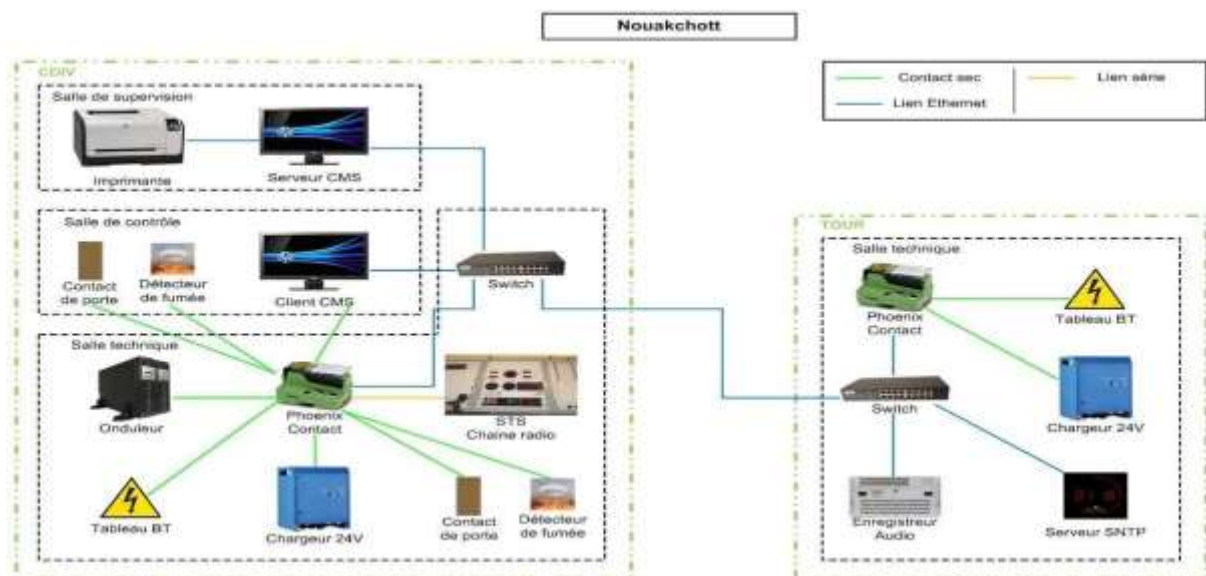 Nouakchott
CDIV
Salle de supervision
Imprimante
Serveur CMS
Contact sec
Lien série
Lien Ethernet
Salle de contrôle
Contact
de porte
Détecteur
de fumée
Client CMS
Switch
TOUR
Salle technique
Phoenix
Contact
Tableau BT
Salle technique
Onduleur
Phoenix
Contact
STS
Chaine radio
Switch
Chargeur 24V
Tableau BT
Chargeur 24V
Contact
de porte
Détecteur
de fumée
Enregistreur
Audio
Serveur SNTP